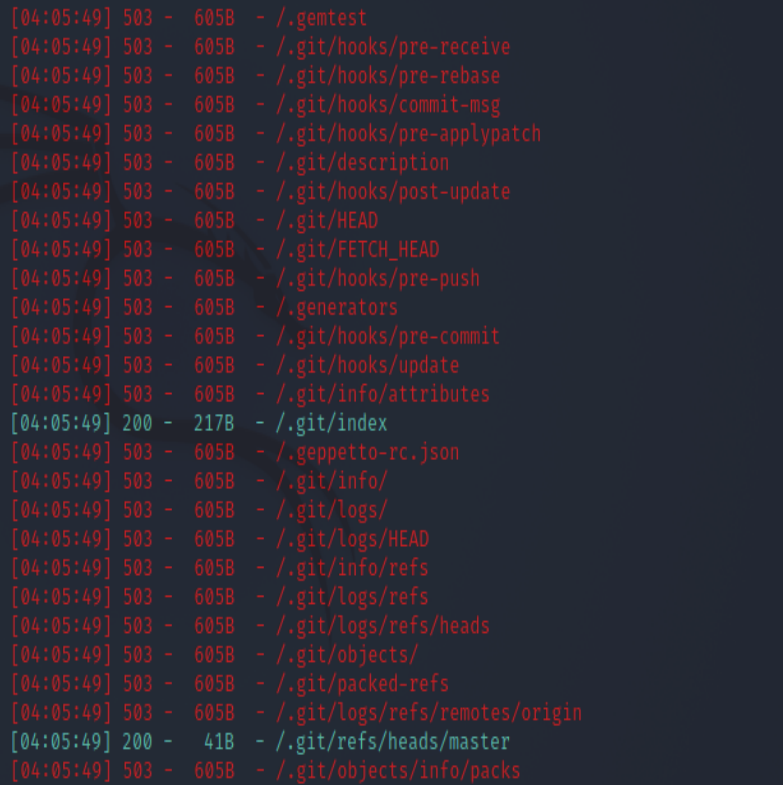 [04:05:49] 503 -  605B  - /.gemtest
[04:05:49] 503 -  605B  - /.git/hooks/pre-receive
[04:05:49] 503 -  605B  - /.git/hooks/pre-rebase
[04:05:49] 503 -  605B  - /.git/hooks/commit-msg
[04:05:49] 503 -  605B  - /.git/hooks/pre-applypatch
[04:05:49] 503 -  605B  - /.git/description
[04:05:49] 503 -  605B  - /.git/hooks/post-update
[04:05:49] 503 -  605B  - /.git/HEAD
[04:05:49] 503 -  605B  - /.git/FETCH_HEAD
[04:05:49] 503 -  605B  - /.git/hooks/pre-push
[04:05:49] 503 -  605B  - /.generators
[04:05:49] 503 -  605B  - /.git/hooks/pre-commit
[04:05:49] 503 -  605B  - /.git/hooks/update
[04:05:49] 503 -  605B  - /.git/info/attributes
[04:05:49] 200 -  217B  - /.git/index
[04:05:49] 503 -  605B  - /.geppetto-rc.json
[04:05:49] 503 -  605B  - /.git/info/
[04:05:49] 503 -  605B  - /.git/logs/
[04:05:49] 503 -  605B  - /.git/logs/HEAD
[04:05:49] 503 -  605B  - /.git/info/refs
[04:05:49] 503 -  605B  - /.git/logs/refs
[04:05:49] 503 -  605B  - /.git/logs/refs/heads
[04:05:49] 503 -  605B  - /.git/objects/
[04:05:49] 503 -  605B  - /.git/packed-refs
[04:05:49] 503 -  605B  - /.git/logs/refs/remotes/origin
[04:05:49] 200 -   41B  - /.git/refs/heads/master
[04:05:49] 503 -  605B  - /.git/objects/info/packs